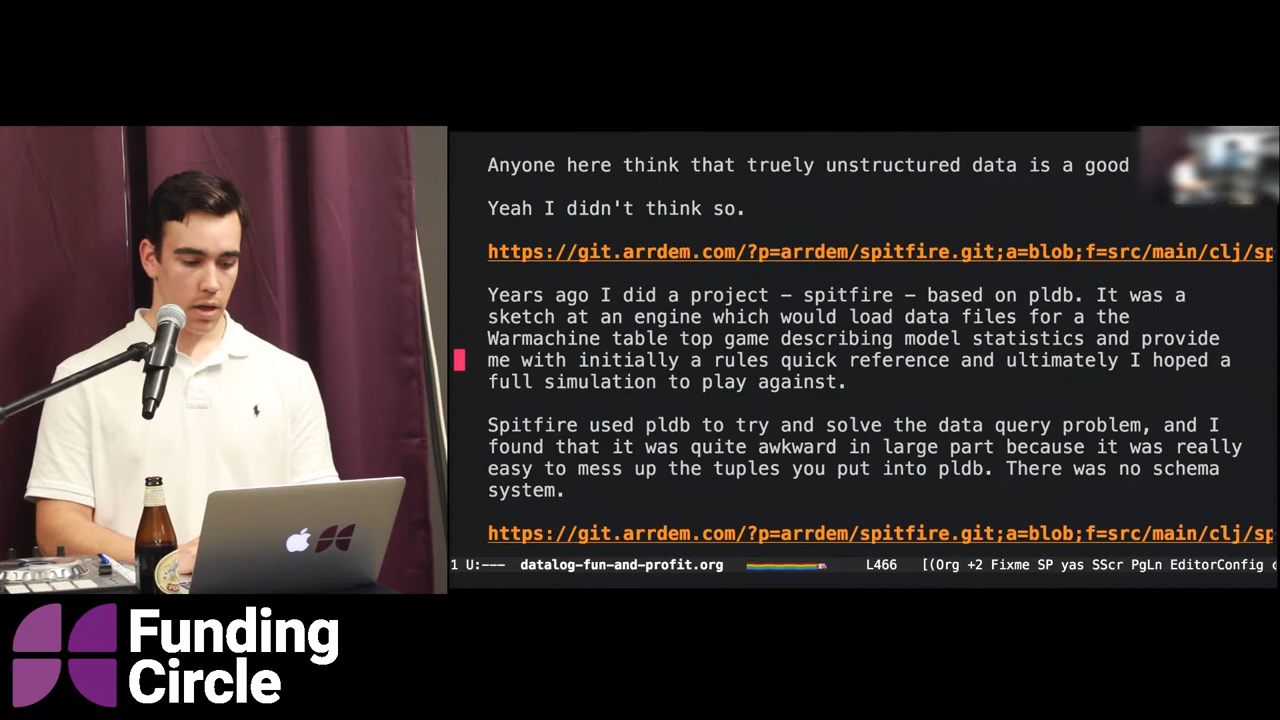 Anyone here think that truely unstructured data is a good
Yeah I didn't think so.
https://git.arrdem.com/?p=arrdem/spitfire.git;a=blob;f=src/main/clj/sp
Years ago I did a project - spitfire - based on pldb. It was a
sketch at an engine which would load data files for a the
Warmachine table top game describing model statistics and provide
me with initially a rules quick reference and ultimately I hoped a
full simulation to play against.
Spitfire used pldb to try and solve the data query problem, and I
found that it was quite awkward in large part because it was really
easy to mess up the tuples you put into pldb. There was no schema
system.
https://git.arrdem.com/?p=arrdem/spitfire.git;a=blob;f=src/main/clj/sp
1 U:--- datalog-fun-and-profit.org L466 [(Org +2 Fixme SP yas SScr PgLn EditorConfig
Funding
Circle